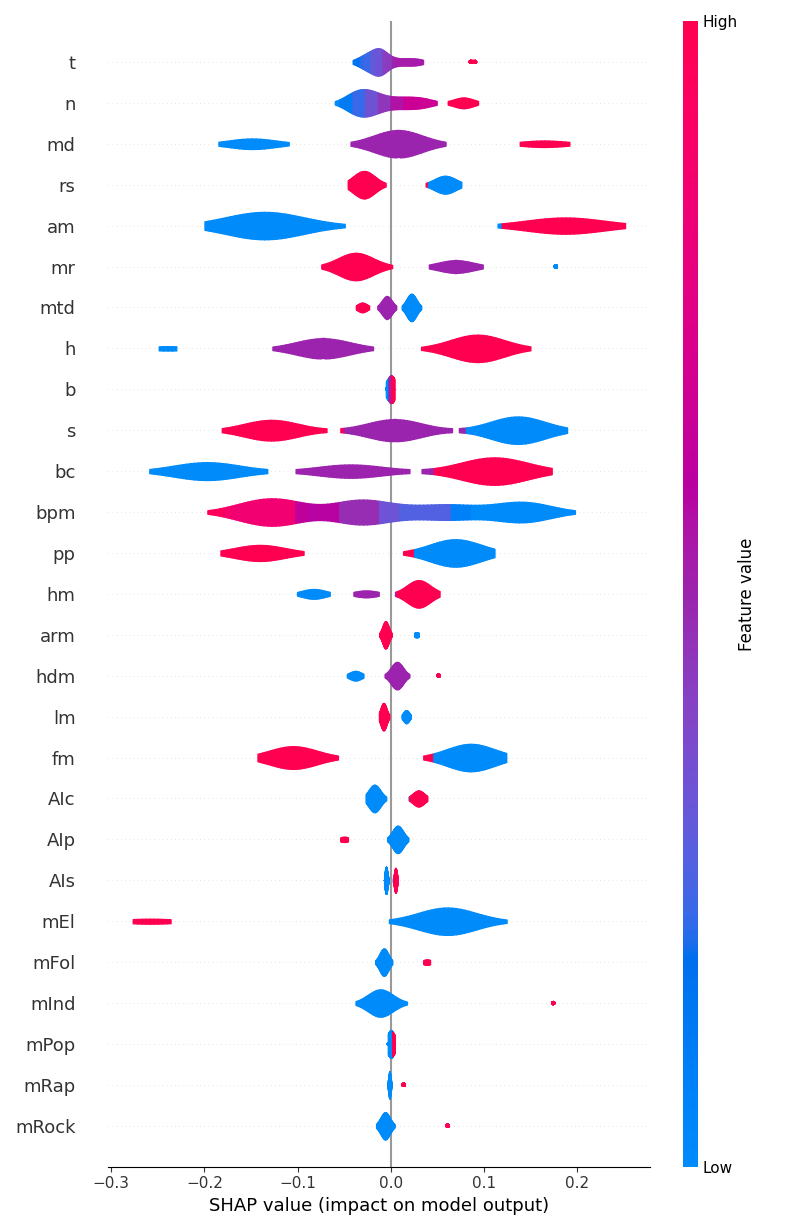 High
t
n
md
rs
am
mr
mtd
h
b
s
bc
bpm
pp
hm
arm
hdm
lm
fm
AIc
AIp
AIs
mEl
mFol
mInd
mPop
mRap
mRock
Feature value
Low
−0.3 −0.2 −0.1 0.0 0.1 0.2
SHAP value (impact on model output)